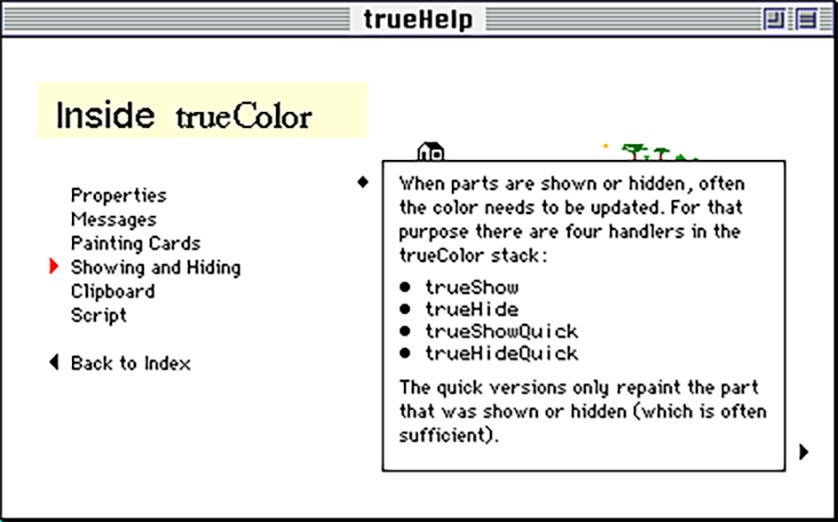 trueHelp
Inside trueColor
Properties
Messages
Painting Cards
Showing and Hiding
Clipboard
Script
Back to Index
When parts are shown or hidden, often
the color needs to be updated. For that
purpose there are four handlers in the
trueColor stack:
● trueShow
● trueHide
● trueShowQuick
● trueHideQuick
The quick versions only repaint the part
that was shown or hidden (which is often
sufficient).